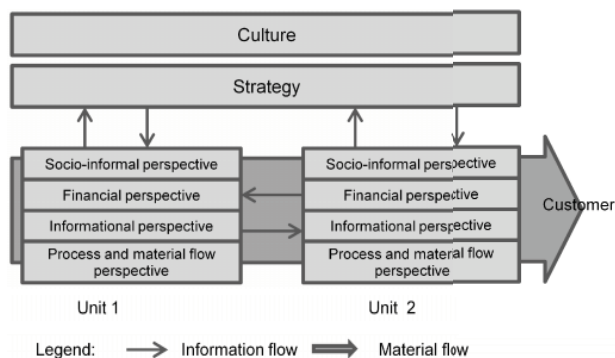 Culture
Strategy
Socio-informal perspective
Financial perspective
Informational perspective
Process and material flow
perspective
Socio-informal perspective
Financial perspective
Informational perspective
Process and material flow
perspective
Customer
Unit 1
Unit 2
Legend:
Information flow
Material flow